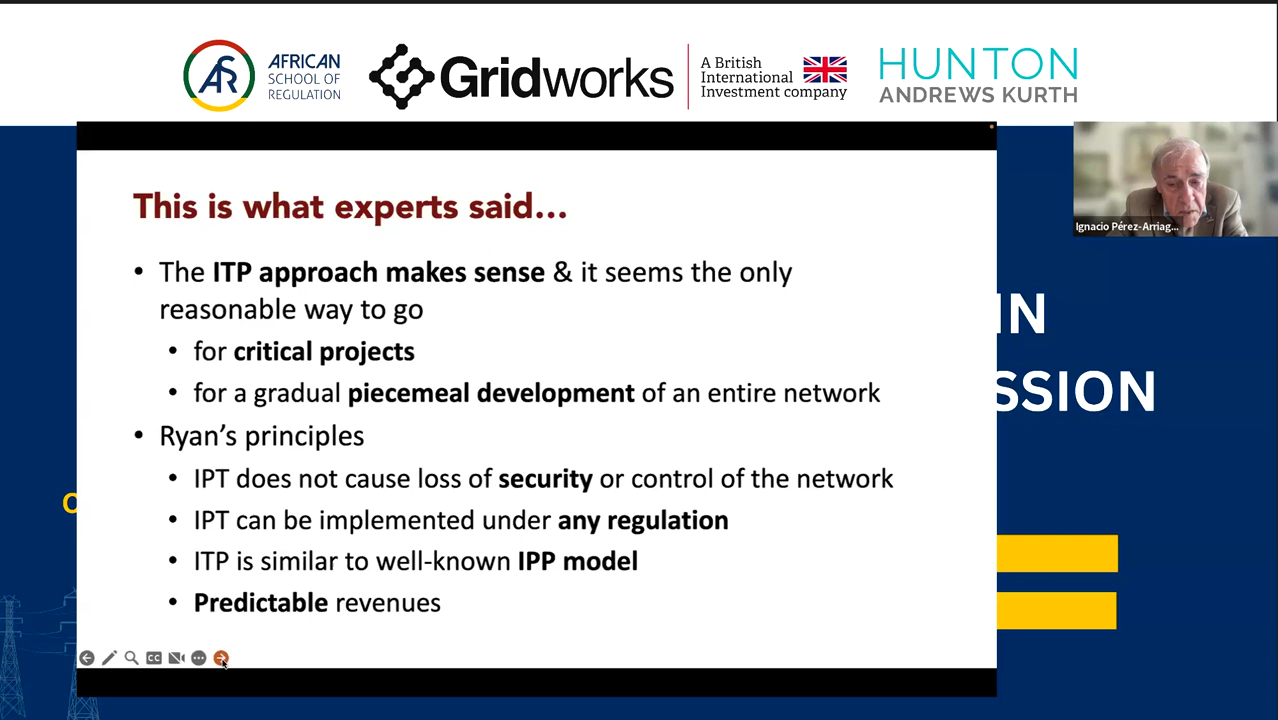 AFRICAN
SCHOOL OF
REGULATION
Gridworks
A British
International
Investment company
HUNTON
ANDREWS KURTH
This is what experts said...
• The ITP approach makes sense & it seems the only
reasonable way to go
• for critical projects
• for a gradual piecemeal development of an entire network
• Ryan's principles
• IPT does not cause loss of security or control of the network
• IPT can be implemented under any regulation
• ITP is similar to well-known IPP model
• Predictable revenues
CC
Ignacio Pérez-Arriag...
IN
SSION